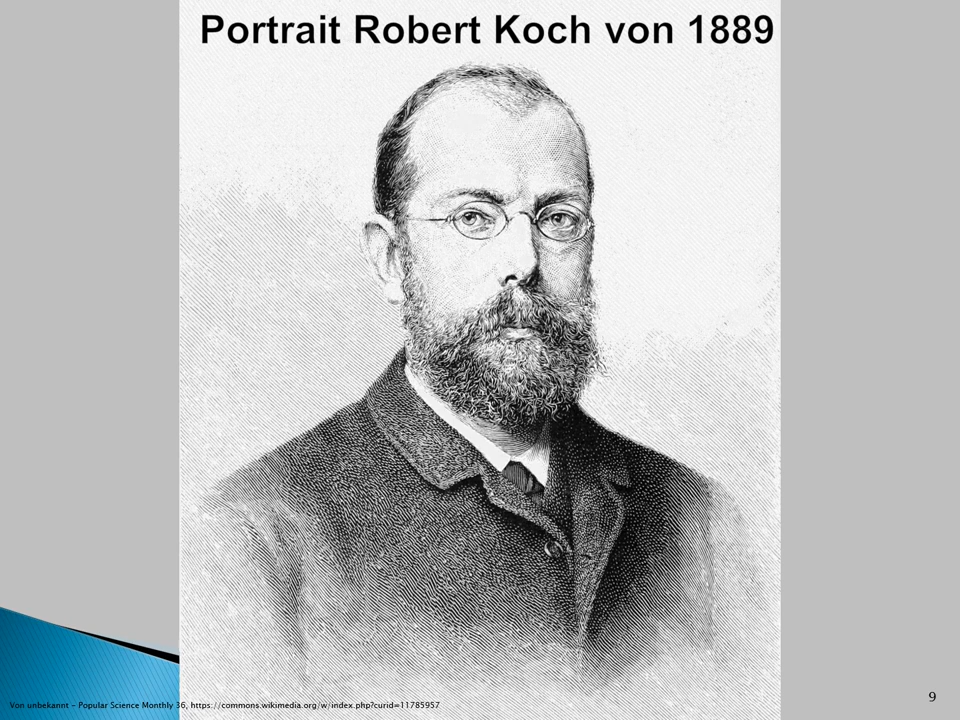 Portrait Robert Koch von 1889
Von unbekannt - Popular Science Monthly 36, https://commons.wikimedia.org/w/index.php?curid=11785957
9